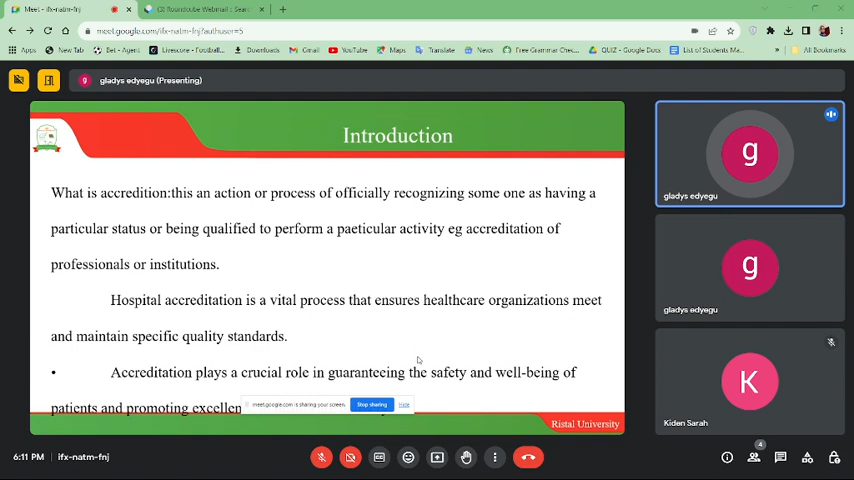 Meet - ifx-natm-fnj
(3) Roundcube Webmail :: Sear
meet.google.com/ifx-natm-fnj?authuser=5
Apps New Tab Bet - Agent Livescore - Football... Downloads Gmail YouTube Maps Translate News Free Grammar Chec... QUIZ - Google Docs List of Students Ma... » All Bookmarks
g gladys edyegu (Presenting)
Introduction
What is accredition:this an action or process of officially recognizing some one as having a
particular status or being qualified to perform a paeticular activity eg accreditation of
professionals or institutions.
Hospital accreditation is a vital process that ensures healthcare organizations meet
and maintain specific quality standards.
• Accreditation plays a crucial role in guaranteeing the safety and well-being of
patients and promoting excellen
meet.google.com is sharing your screen. Stop sharing Hide
Ristal University
g
gladys edyegu
g
gladys edyegu
K
Kiden Sarah
6:11 PM ifx-natm-fnj
4